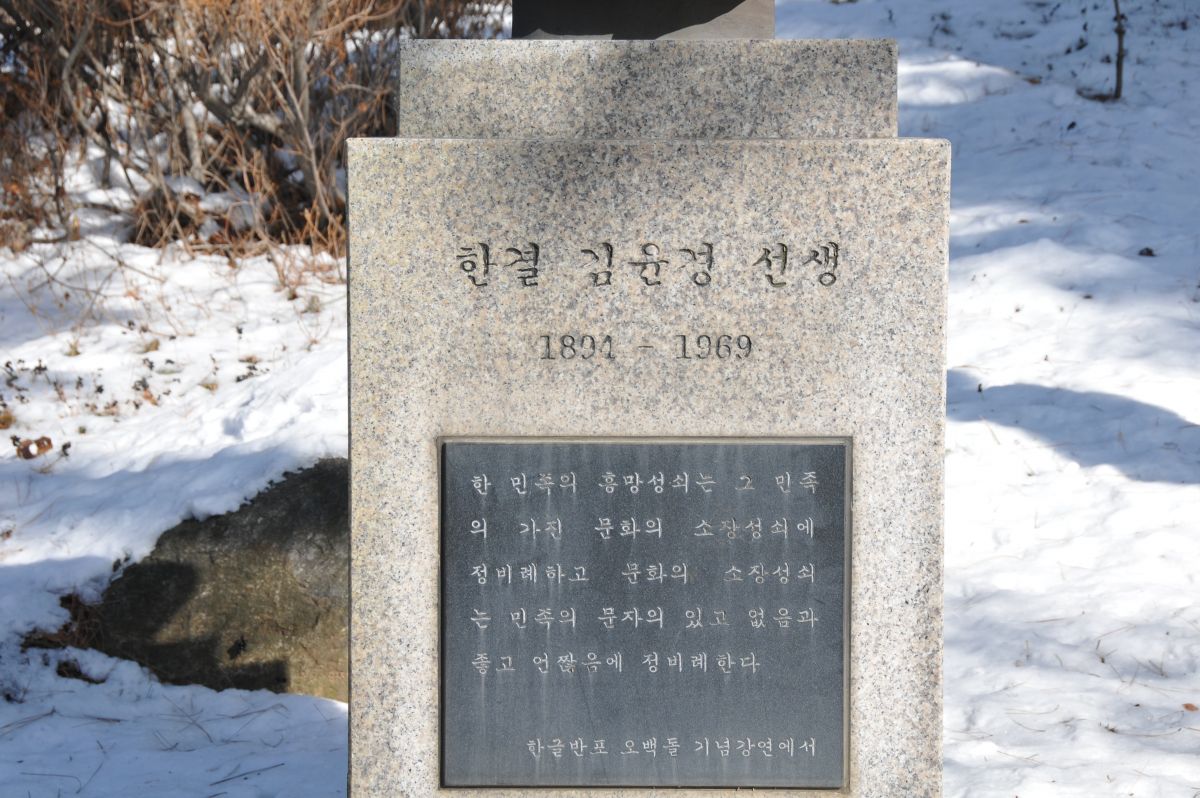 한결 김윤경 선생
1894 - 1969
한 민족의 흥망성쇠는 그 민족
의 가진 문화의 소장성쇠에
정비례하고 문화의 소장성쇠
는 민족의 문자의 있고 없음과
좋고 언짢음에 정비례한다
한글반포 오백돌 기념강연에서